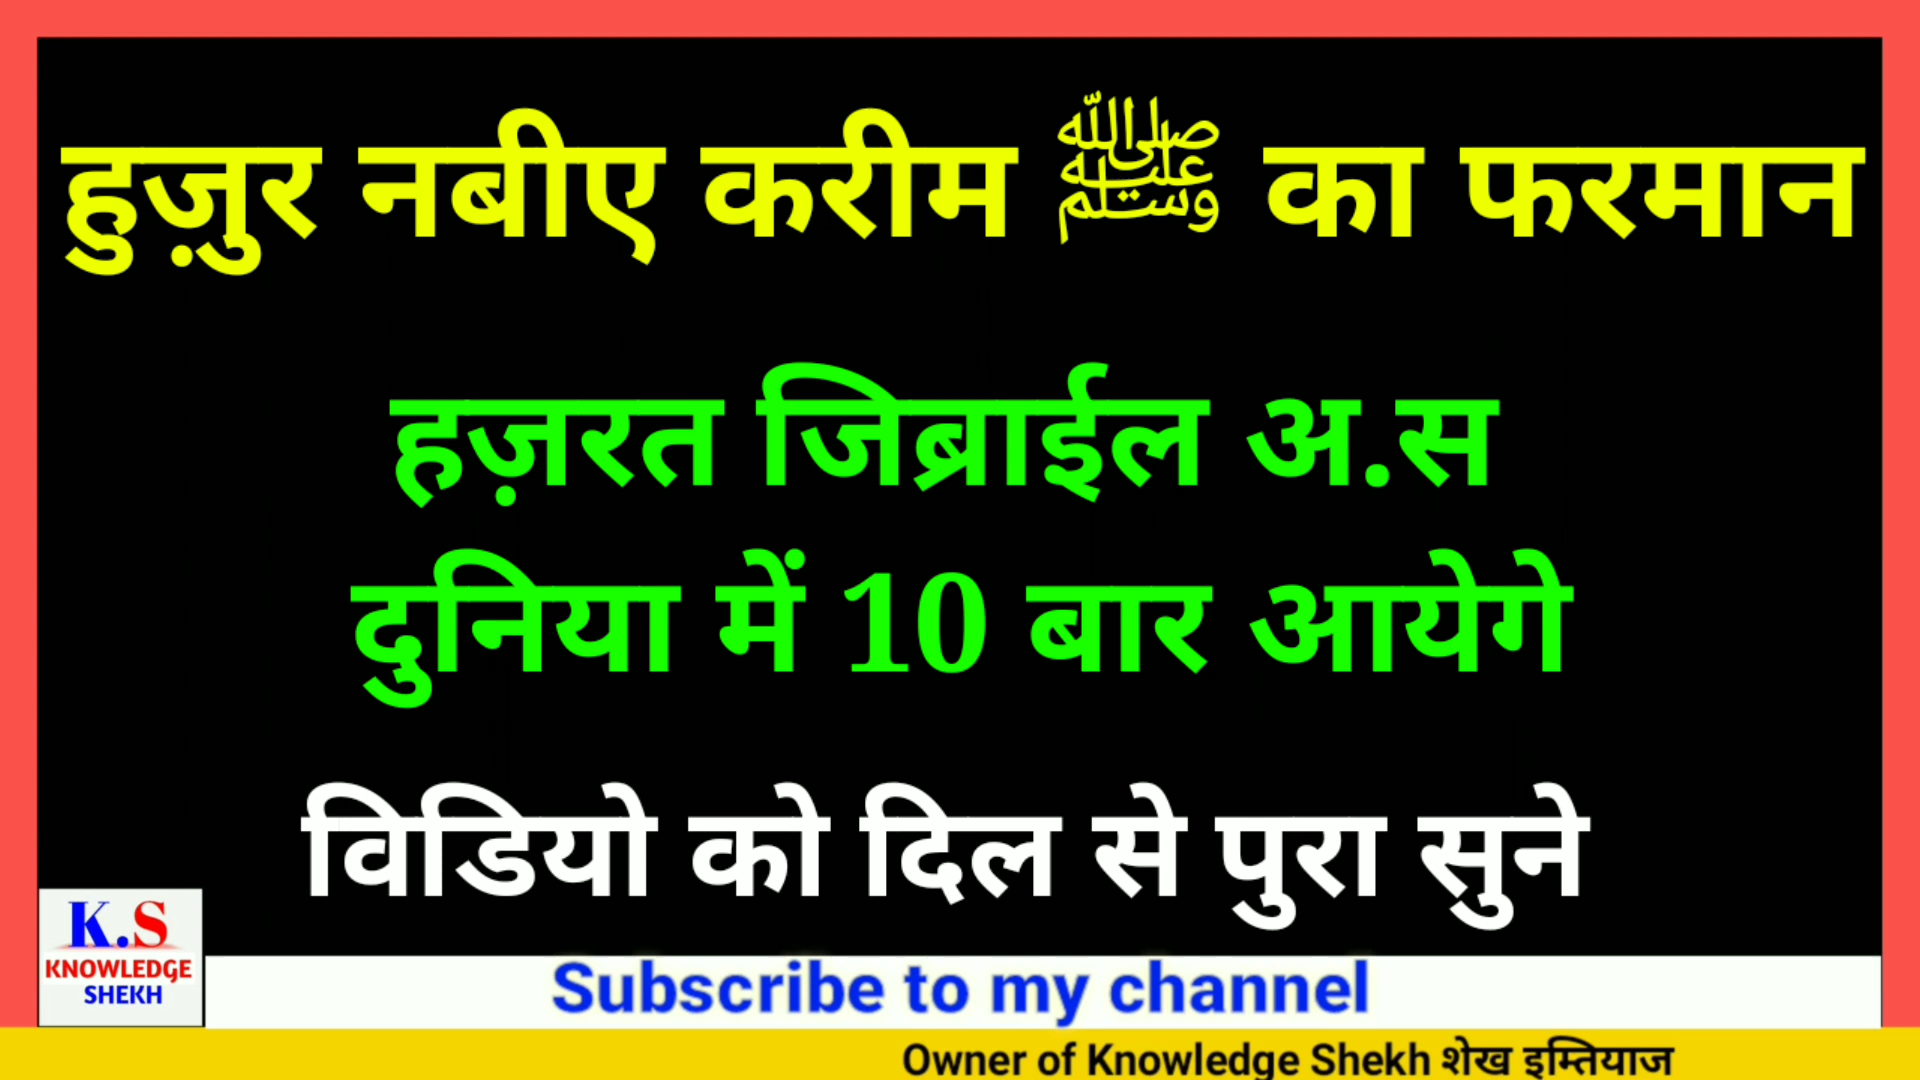 हुज़ुर नबीए करीम ﷺ का फरमान
हज़रत जिब्राईल अ.स
दुनिया में 10 बार आयेगे
विडियो को दिल से पुरा सुने
K.S
KNOWLEDGE
SHEKH
Subscribe to my channel
Owner of Knowledge Shekh शेख इम्तियाज